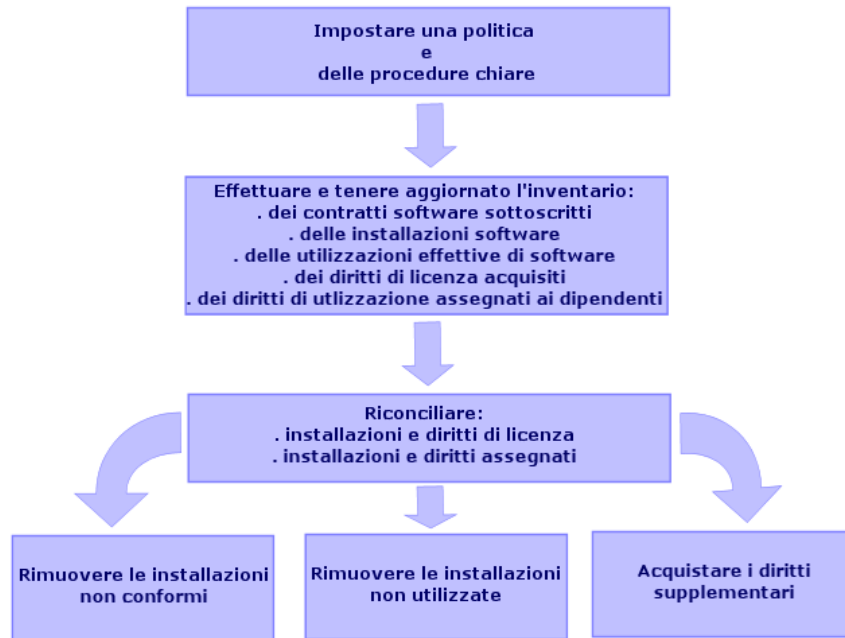 Impostare una politica
e
delle procedure chiare
Effettuare e tenere aggiornato l'inventario:
. dei contratti software sottoscritti
. delle installazioni software
. delle utilizzazioni effettive di software
. dei diritti di licenza acquisiti
. dei diritti di utlizzazione assegnati ai dipendenti
Riconciliare:
. installazioni e diritti di licenza
. installazioni e diritti assegnati
Rimuovere le installazioni
non conformi
Rimuovere le installazioni
non utilizzate
Acquistare i diritti
supplementari